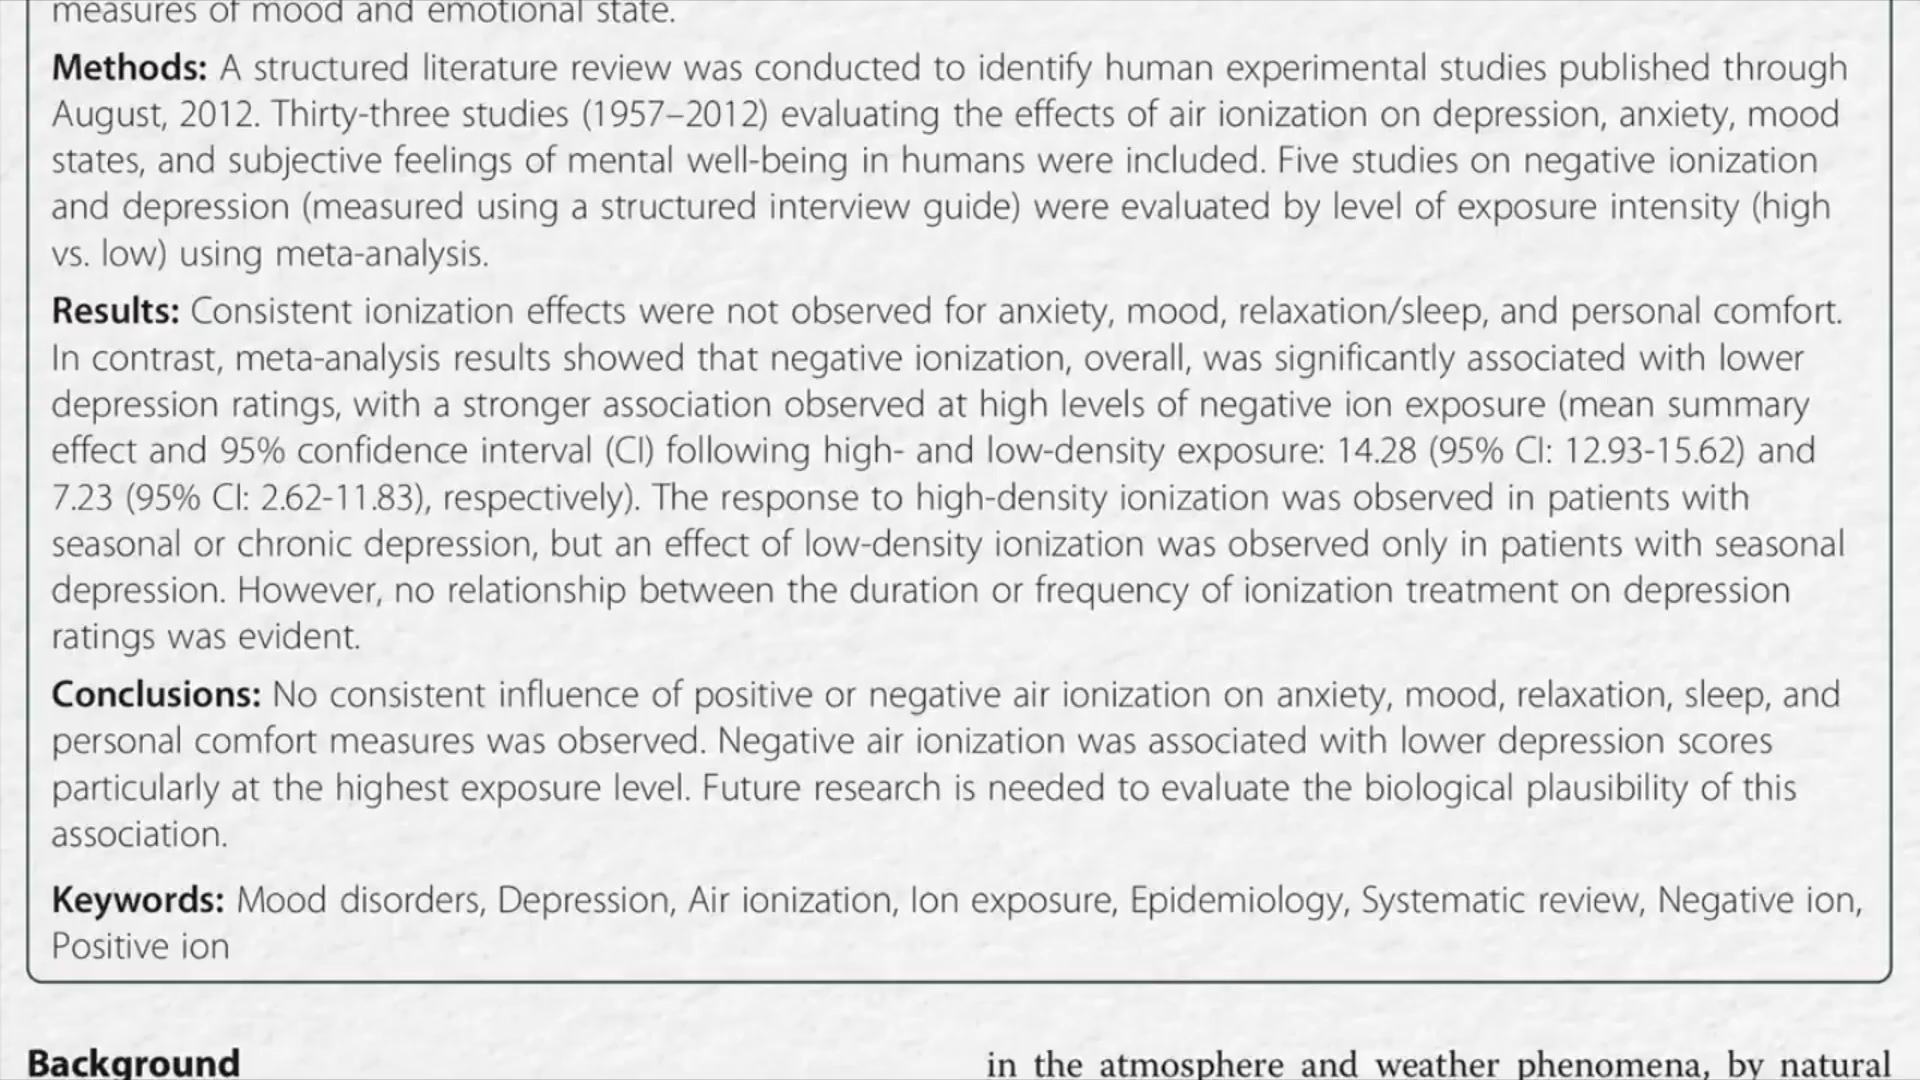 measures of mood and emotional state.
Methods: A structured literature review was conducted to identify human experimental studies published through
August, 2012. Thirty-three studies (1957–2012) evaluating the effects of air ionization on depression, anxiety, mood
states, and subjective feelings of mental well-being in humans were included. Five studies on negative ionization
and depression (measured using a structured interview guide) were evaluated by level of exposure intensity (high
vs. low) using meta-analysis.
Results: Consistent ionization effects were not observed for anxiety, mood, relaxation/sleep, and personal comfort.
In contrast, meta-analysis results showed that negative ionization, overall, was significantly associated with lower
depression ratings, with a stronger association observed at high levels of negative ion exposure (mean summary
effect and 95% confidence interval (CI) following high- and low-density exposure: 14.28 (95% CI: 12.93-15.62) and
7.23 (95% CI: 2.62-11.83), respectively). The response to high-density ionization was observed in patients with
seasonal or chronic depression, but an effect of low-density ionization was observed only in patients with seasonal
depression. However, no relationship between the duration or frequency of ionization treatment on depression
ratings was evident.
Conclusions: No consistent influence of positive or negative air ionization on anxiety, mood, relaxation, sleep, and
personal comfort measures was observed. Negative air ionization was associated with lower depression scores
particularly at the highest exposure level. Future research is needed to evaluate the biological plausibility of this
association.
Keywords: Mood disorders, Depression, Air ionization, Ion exposure, Epidemiology, Systematic review, Negative ion,
Positive ion
Background
in the atmosphere and weather phenomena, by natural